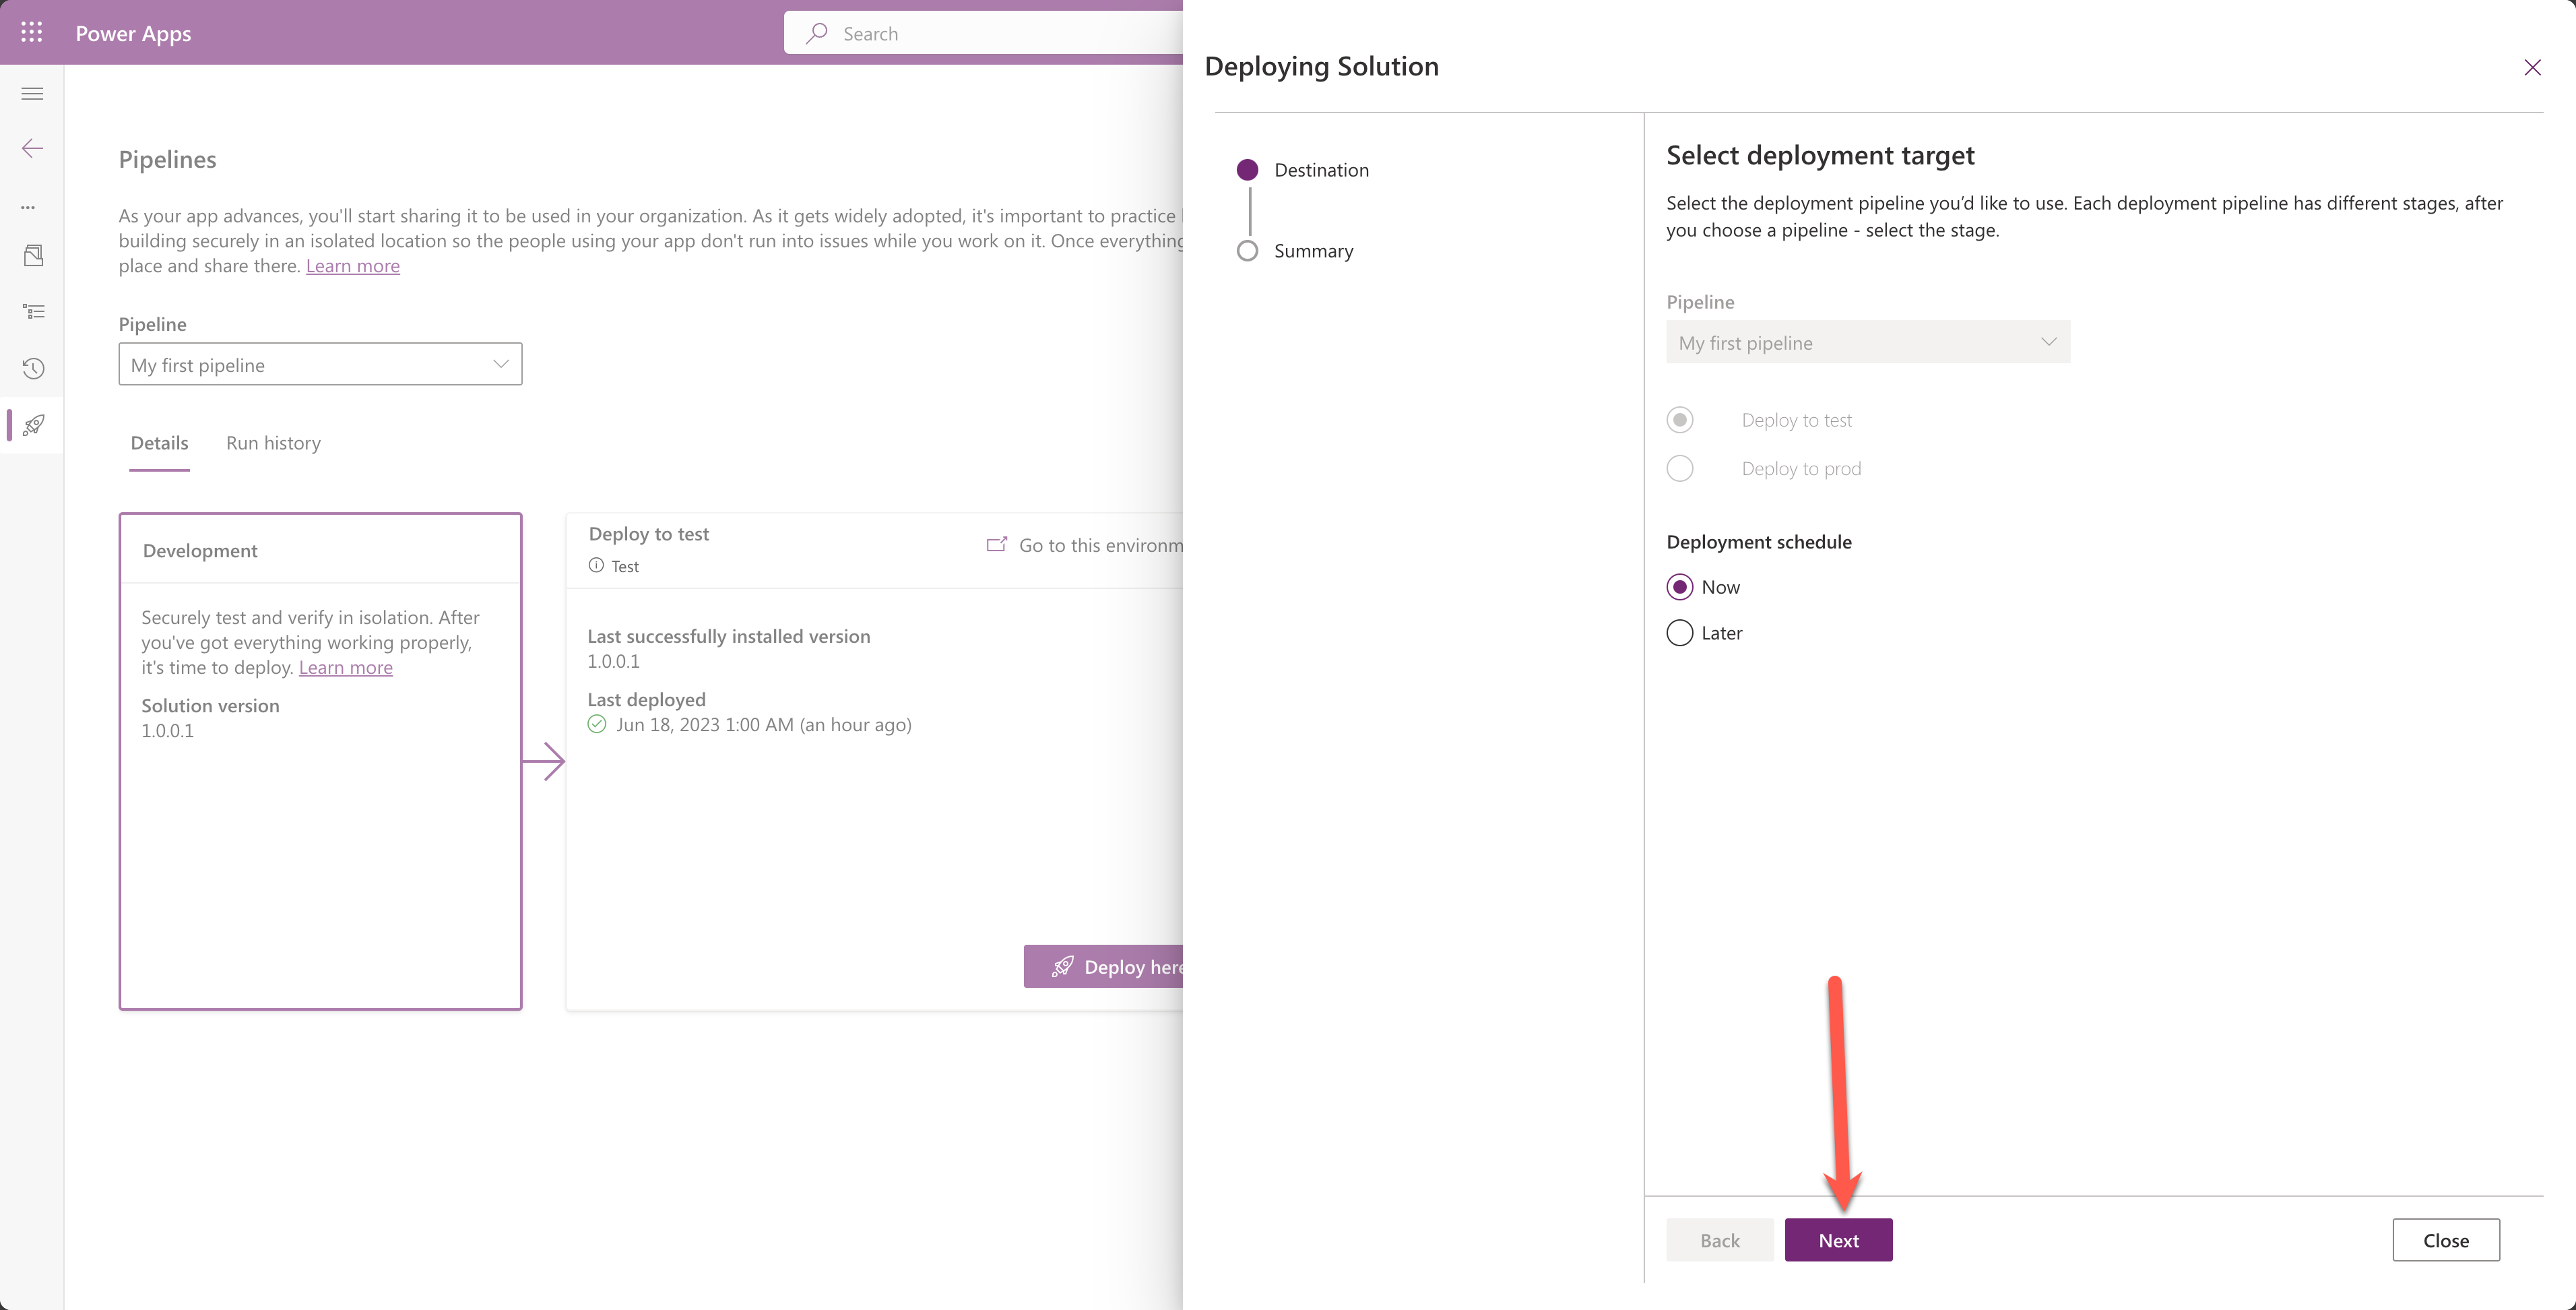 Power Apps
Search
Pipelines
As your app advances, you'll start sharing it to be used in your organization. As it gets widely adopted, it's important to practice
building securely in an isolated location so the people using your app don't run into issues while you work on it. Once everything
place and share there. Learn more
Pipeline
My first pipeline
Details
Run history
Development
Securely test and verify in isolation. After
you've got everything working properly,
it's time to deploy. Learn more
Solution version
1.0.0.1
Deploy to test
Test
Go to this environm
Last successfully installed version
1.0.0.1
Last deployed
Jun 18, 2023 1:00 AM (an hour ago)
Deploy here
Deploying Solution
Destination
Summary
Select deployment target
Select the deployment pipeline you’d like to use. Each deployment pipeline has different stages, after
you choose a pipeline - select the stage.
Pipeline
My first pipeline
Deploy to test
Deploy to prod
Deployment schedule
Now
Later
Back
Next
Close